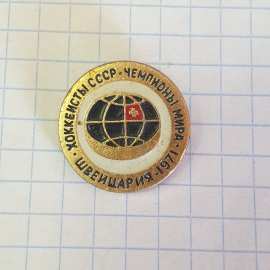 ХОККЕИСТЫ СССР · ЧЕМПИОНЫ МИРА ·
ШВЕЙЦАРИЯ · 1971 ·